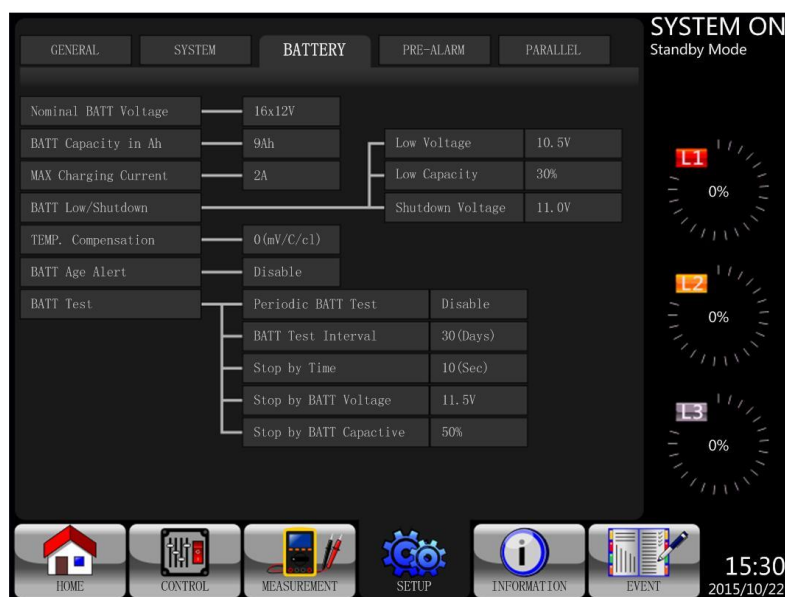 GENERAL SYSTEM BATTERY PRE-ALARM PARALLEL
SYSTEM ON
Standby Mode
Nominal BATT Voltage 16x12V
BATT Capacity in Ah 9Ah
MAX Charging Current 2A
BATT Low/Shutdown
Low Voltage 10.5V
Low Capacity 30%
Shutdown Voltage 11.0V
TEMP. Compensation 0(mV/C/cl)
BATT Age Alert Disable
BATT Test
Periodic BATT Test Disable
BATT Test Interval 30(Days)
Stop by Time 10(Sec)
Stop by BATT Voltage 11.5V
Stop by BATT Capactive 50%
L1
0%
L2
0%
L3
0%
HOME CONTROL MEASUREMENT SETUP INFORMATION EVENT
15:30
2015/10/22